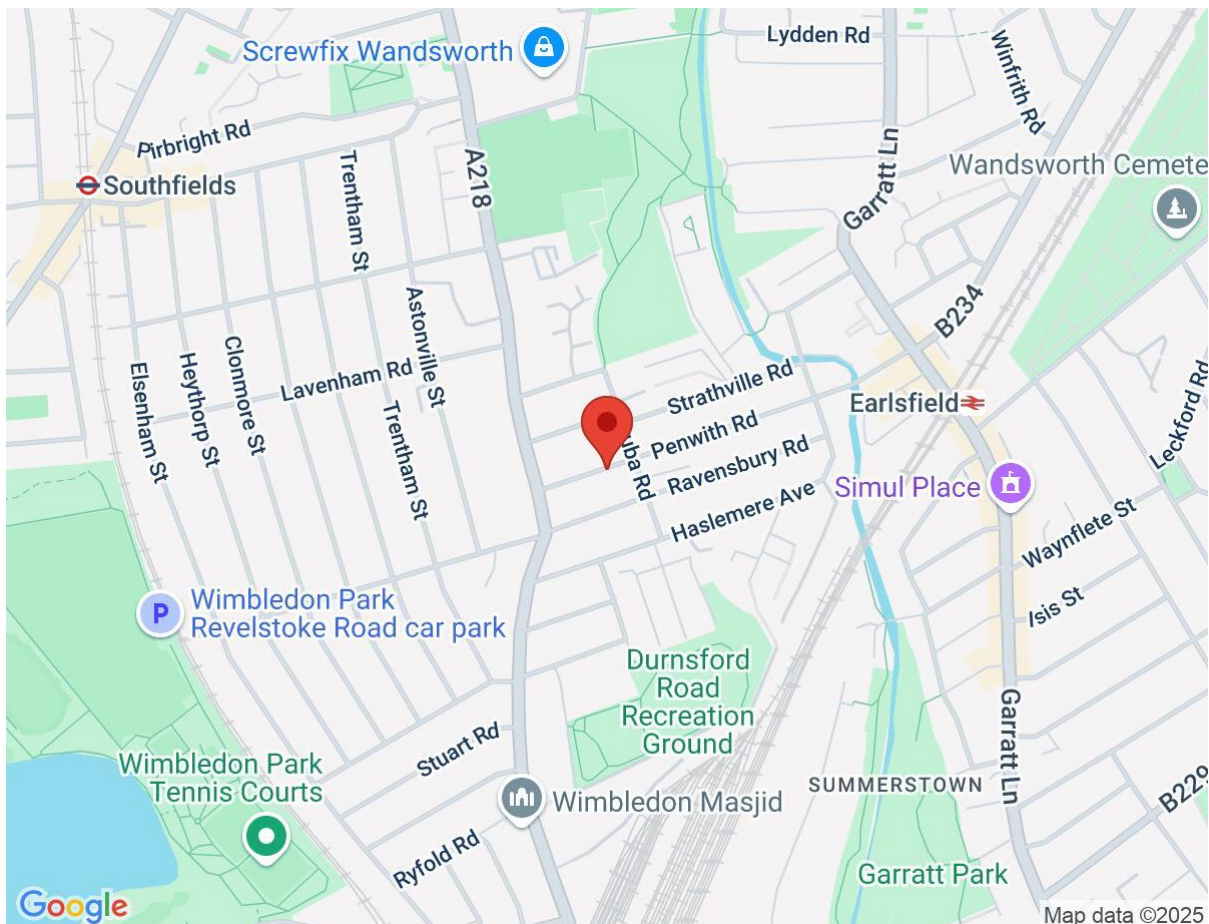 Lydden Rd
Screwfix Wandsworth
Winfrith Rd
Pirbright Rd
Garratt Ln
Southfields
Trentham St
A218
Wandsworth Ceme
Astonville St
B234
Clonmore St
Heythorp St
Elsenham St
Lavenham Rd
Strathville Rd
Earlsfield
Leckford Rd
Trentham St
Penwith Rd
uba Rd
Ravensbury Rd
Simul Place
Haslemere Ave
Waynflete St
Wimbledon Park
Revelstoke Road car park
P
Isis St
Durnsford
Road
Recreation
Ground
Garratt Ln
Stuart Rd
Wimbledon Park
Tennis Courts
SUMMERSTOWN
B229
Wimbledon Masjid
Ryfold Rd
Garratt Park
Google
Map data ©2025